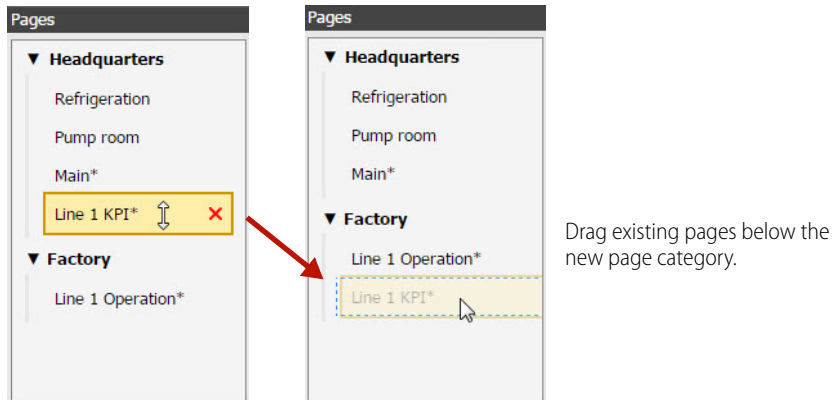 Pages
▼ Headquarters
Refrigeration
Pump room
Main*
Line 1 KPI*
▼ Factory
Line 1 Operation*
Pages
▼ Headquarters
Refrigeration
Pump room
Main*
▼ Factory
Line 1 Operation*
Line 1 KPI*
Drag existing pages below the
new page category.